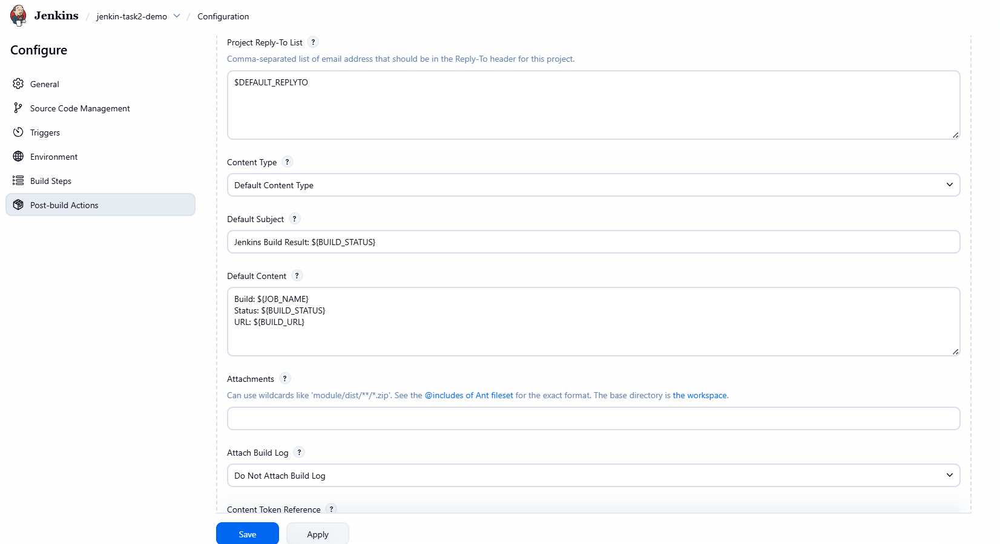 Jenkins / jenkin-task2-demo / Configuration
Configure
General
Source Code Management
Triggers
Environment
Build Steps
Post-build Actions
Project Reply-To List ?
Comma-separated list of email address that should be in the Reply-To header for this project.
$DEFAULT_REPLYTO
Content Type ?
Default Content Type
Default Subject ?
Jenkins Build Result: ${BUILD_STATUS}
Default Content ?
Build: ${JOB_NAME}
Status: ${BUILD_STATUS}
URL: ${BUILD_URL}
Attachments ?
Can use wildcards like 'module/dist/**/*.zip'. See the @includes of Ant fileset for the exact format. The base directory is the workspace.
Attach Build Log ?
Do Not Attach Build Log
Content Token Reference ?
Save Apply